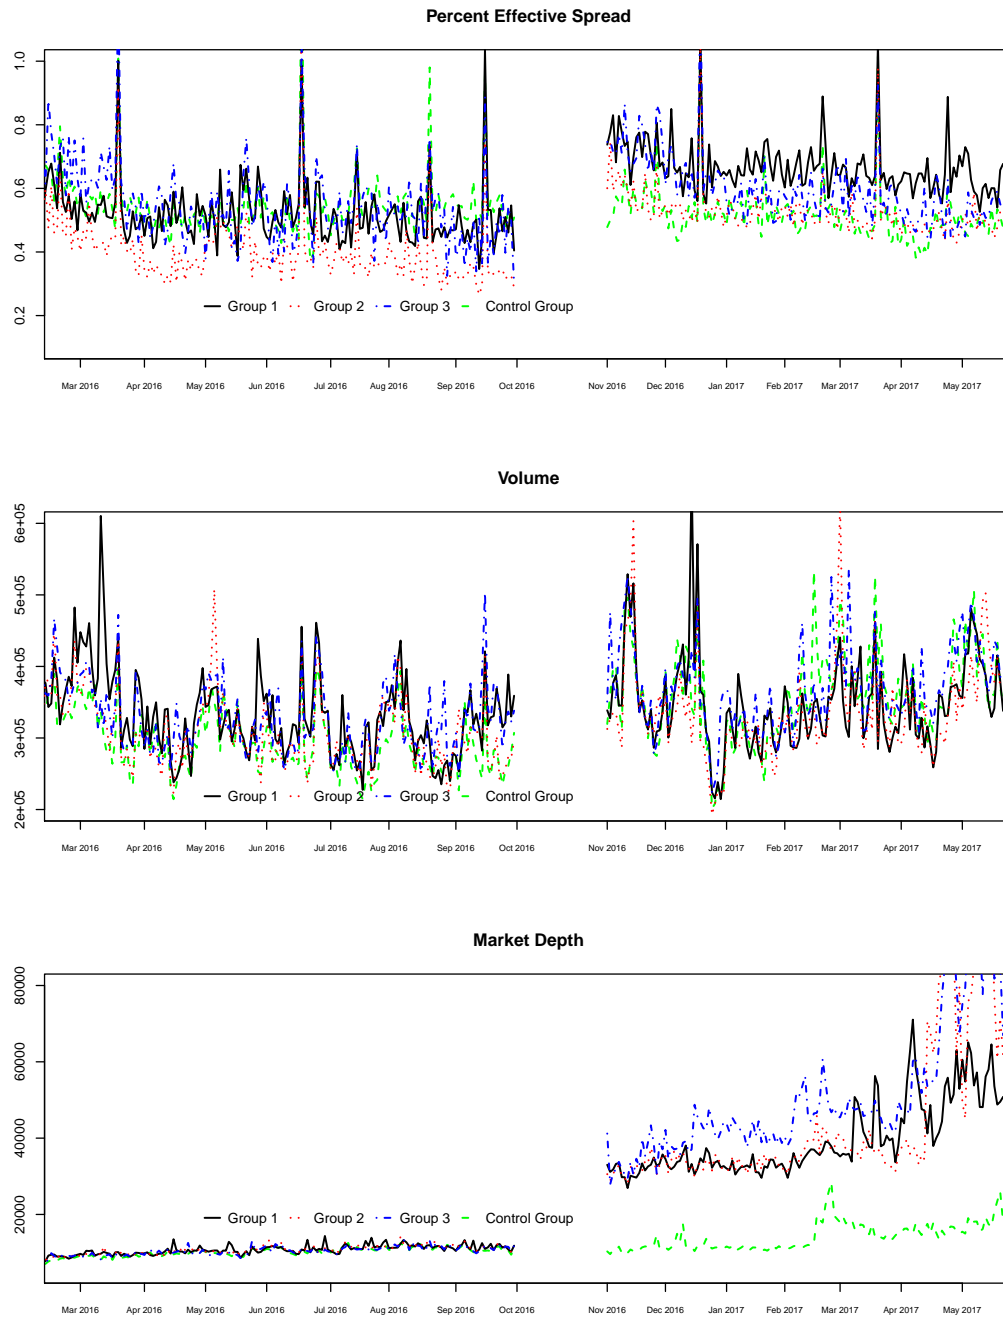 Percent Effective Spread
1.0
0.8
0.6
0.4
0.2
Group 1 Group 2 Group 3 Control Group
Mar 2016 Apr 2016 May 2016 Jun 2016 Jul 2016 Aug 2016 Sep 2016 Oct 2016 Nov 2016 Dec 2016 Jan 2017 Feb 2017 Mar 2017 Apr 2017 May 2017
Volume
6e+05
5e+05
4e+05
3e+05
2e+05
Group 1 Group 2 Group 3 Control Group
Mar 2016 Apr 2016 May 2016 Jun 2016 Jul 2016 Aug 2016 Sep 2016 Oct 2016 Nov 2016 Dec 2016 Jan 2017 Feb 2017 Mar 2017 Apr 2017 May 2017
Market Depth
80000
60000
40000
20000
Group 1 Group 2 Group 3 Control Group
Mar 2016 Apr 2016 May 2016 Jun 2016 Jul 2016 Aug 2016 Sep 2016 Oct 2016 Nov 2016 Dec 2016 Jan 2017 Feb 2017 Mar 2017 Apr 2017 May 2017